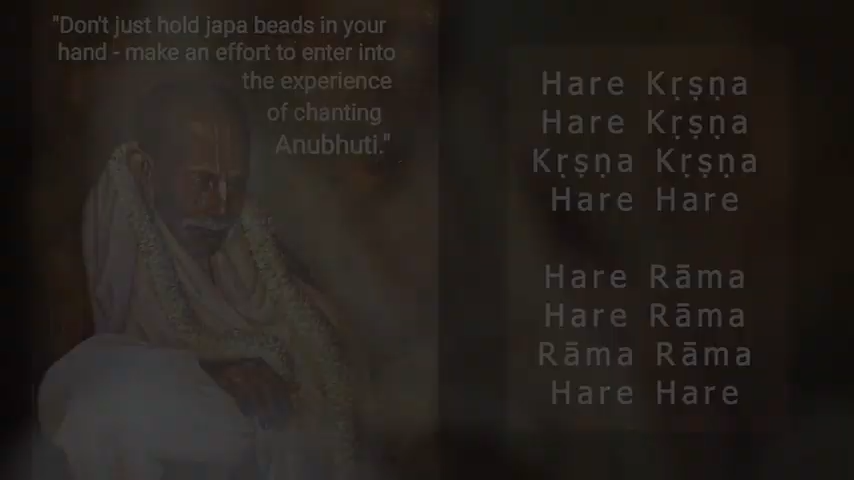 "Don't just hold japa beads in your
hand - make an effort to enter into
the experience
of chanting
Anubhuti."
Hare Kṛṣṇa
Hare Kṛṣṇa
Kṛṣṇa Kṛṣṇa
Hare Hare
Hare Rāma
Hare Rāma
Rāma Rāma
Hare Hare